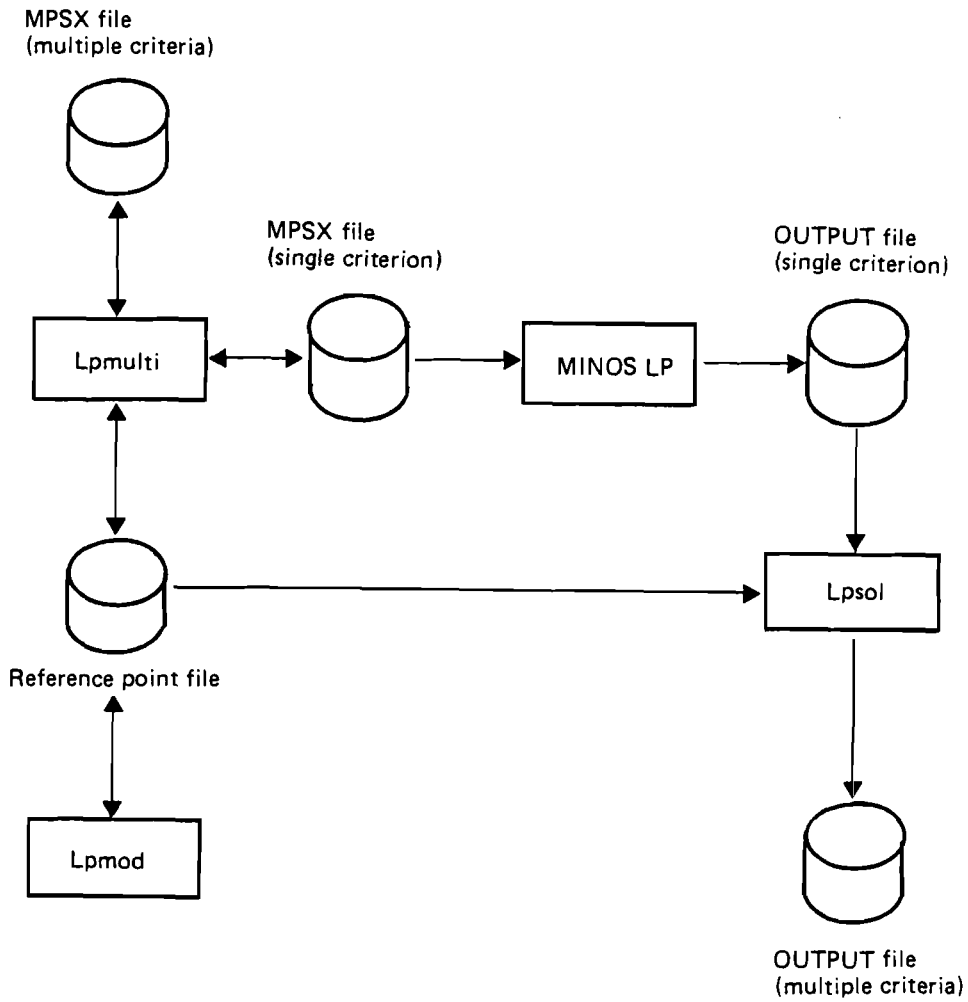 MPSX file
(multiple criteria)
MPSX file
(single criterion)
OUTPUT file
(single criterion)
Lpmulti
MINOS LP
Lpsol
Reference point file
Lpmod
OUTPUT file
(multiple criteria)